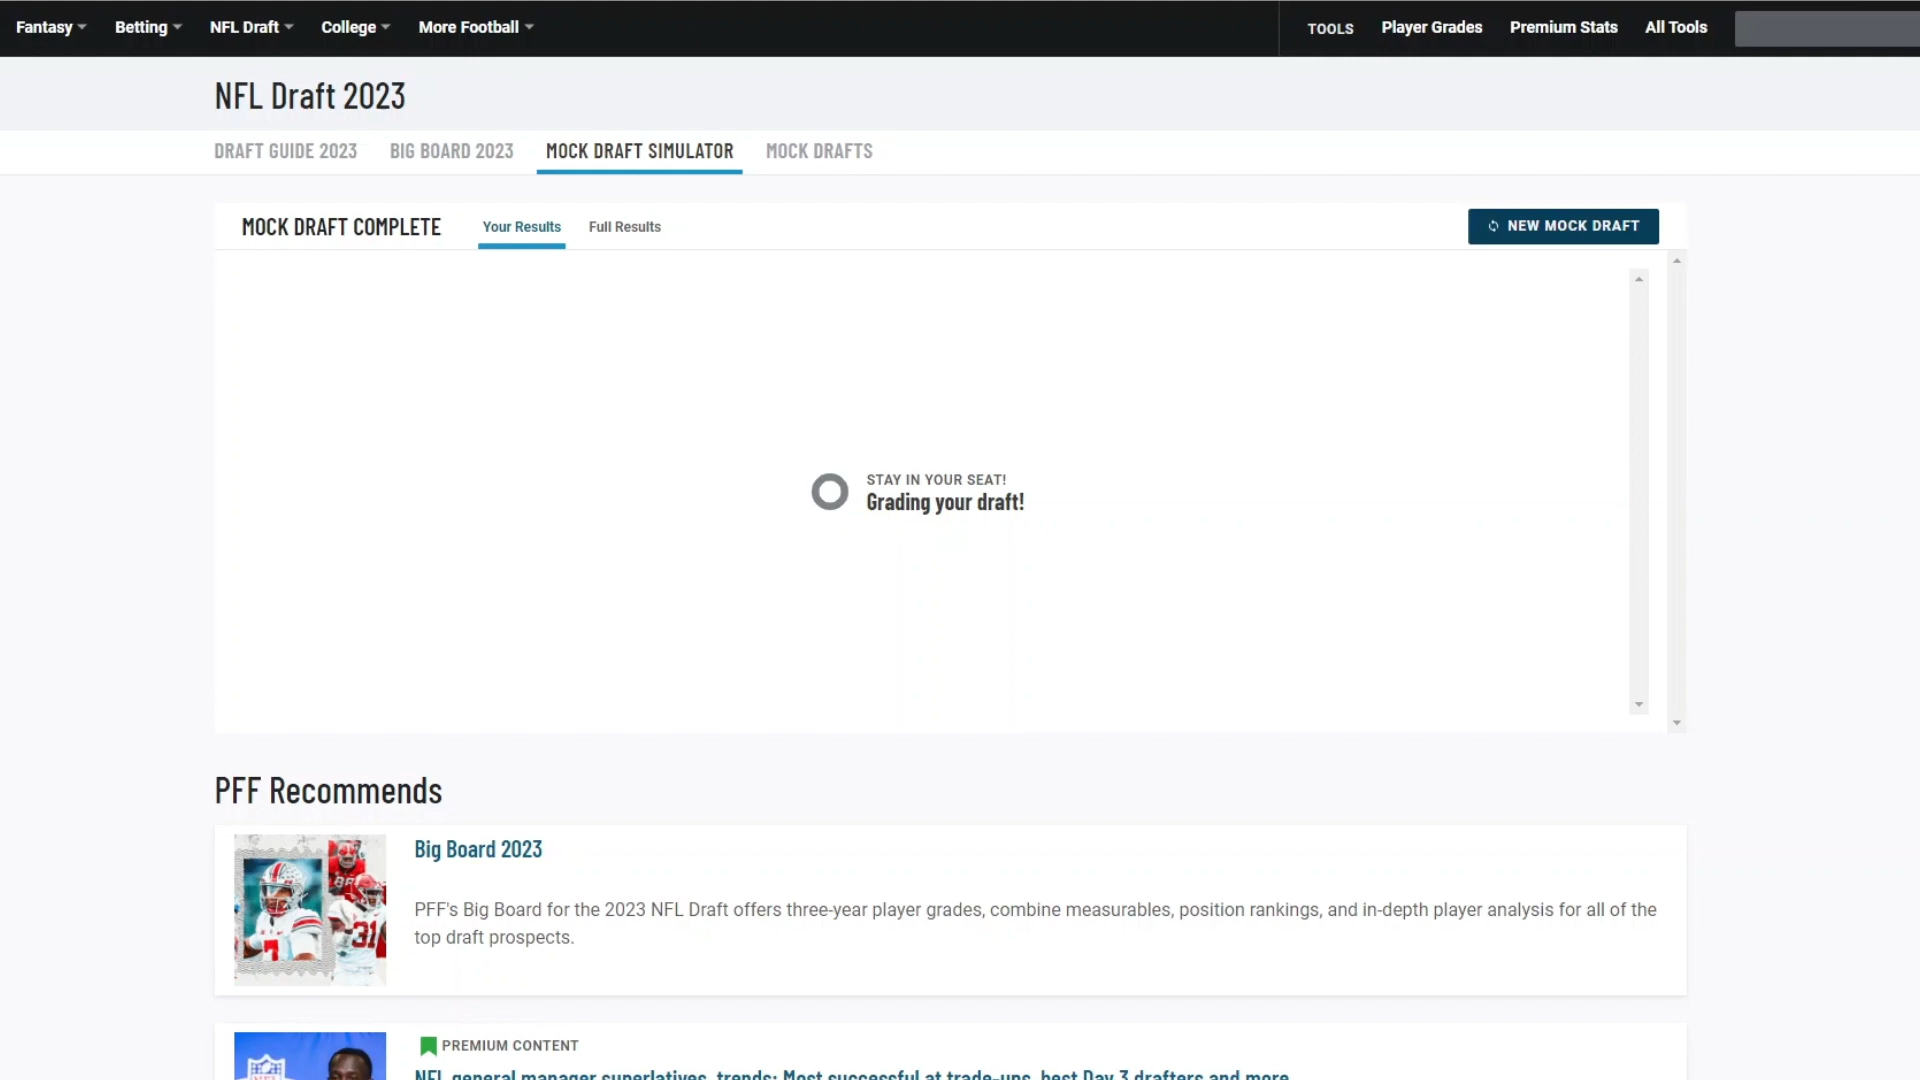 Fantasy Betting NFL Draft College More Football TOOLS Player Grades Premium Stats All Tools
NFL Draft 2023
DRAFT GUIDE 2023 BIG BOARD 2023 MOCK DRAFT SIMULATOR MOCK DRAFTS
MOCK DRAFT COMPLETE Your Results Full Results NEW MOCK DRAFT
STAY IN YOUR SEAT!
Grading your draft!
PFF Recommends
Big Board 2023
PFF's Big Board for the 2023 NFL Draft offers three-year player grades, combine measurables, position rankings, and in-depth player analysis for all of the
top draft prospects.
86
7
31
PREMIUM CONTENT
NFL
NFL general manager superlatives, trends: Most successful at trade-ups, best Day 3 drafters and more